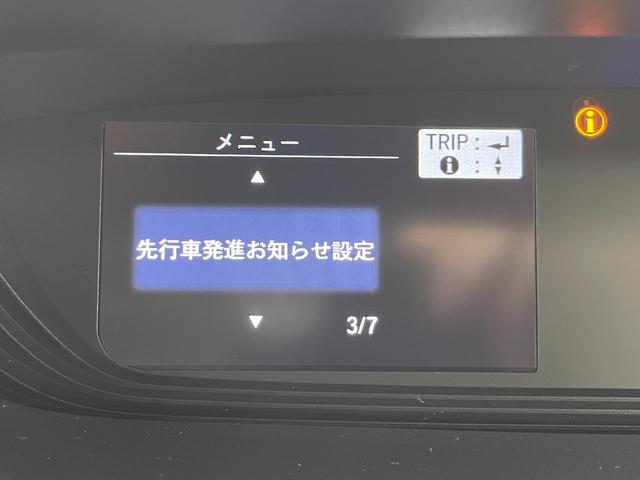 メニュー
TRIP : ↵
i : ▲▼
▲
先行車発進お知らせ設定
▼ 3/7
i